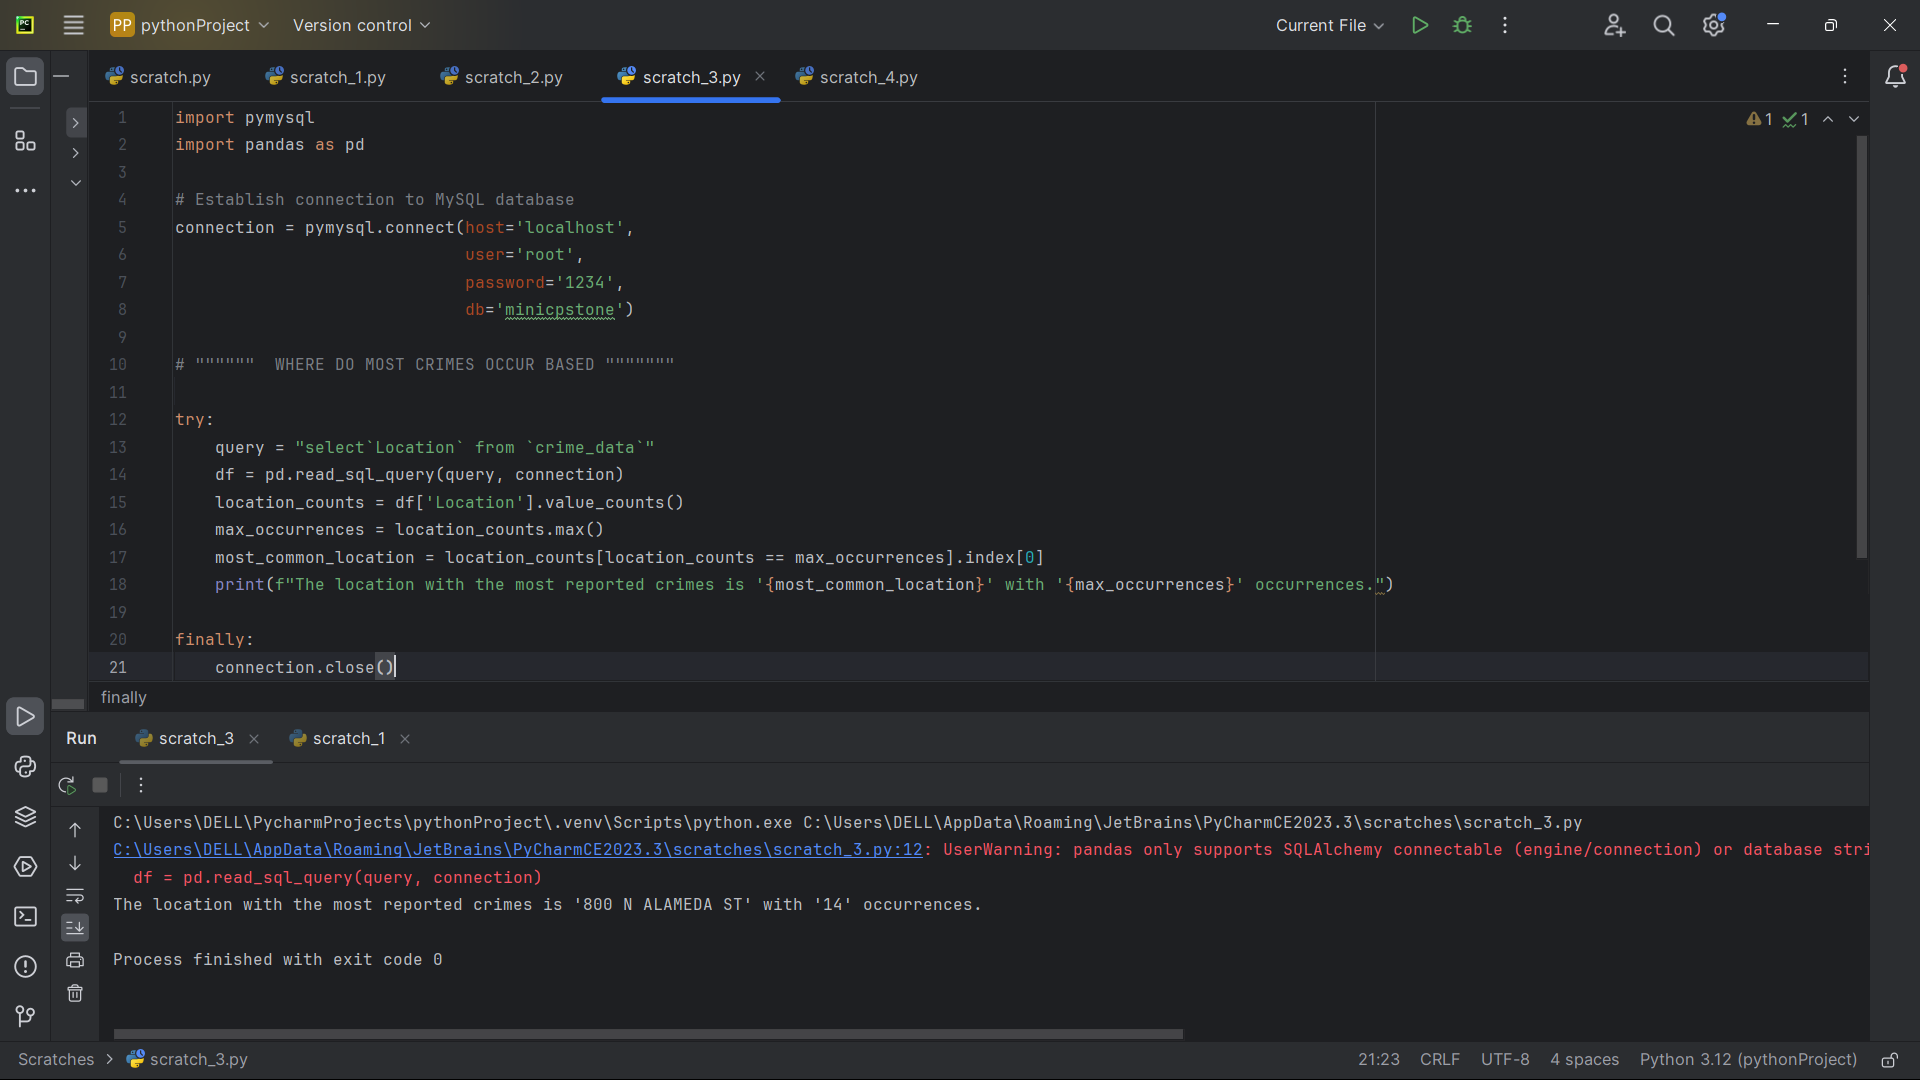 PC
PP pythonProject Version control Current File
scratch.py scratch_1.py scratch_2.py scratch_3.py scratch_4.py
1 import pymysql
1 1
2 import pandas as pd
3
4 # Establish connection to MySQL database
5 connection = pymysql.connect(host='localhost',
6 user='root',
7 password='1234',
8 db='minicpstone')
9
10 # """""" WHERE DO MOST CRIMES OCCUR BASED """""""
11
12 try:
13 query = "select`Location` from `crime_data`"
14 df = pd.read_sql_query(query, connection)
15 location_counts = df['Location'].value_counts()
16 max_occurrences = location_counts.max()
17 most_common_location = location_counts[location_counts == max_occurrences].index[0]
18 print(f"The location with the most reported crimes is '{most_common_location}' with '{max_occurrences}' occurrences.")
19
20 finally:
21 connection.close()
finally
Run scratch_3 scratch_1
C:\Users\DELL\PycharmProjects\pythonProject\.venv\Scripts\python.exe C:\Users\DELL\AppData\Roaming\JetBrains\PyCharmCE2023.3\scratches\scratch_3.py
C:\Users\DELL\AppData\Roaming\JetBrains\PyCharmCE2023.3\scratches\scratch_3.py:12: UserWarning: pandas only supports SQLAlchemy connectable (engine/connection) or database stri
df = pd.read_sql_query(query, connection)
The location with the most reported crimes is '800 N ALAMEDA ST' with '14' occurrences.
Process finished with exit code 0
Scratches scratch_3.py 21:23 CRLF UTF-8 4 spaces Python 3.12 (pythonProject)